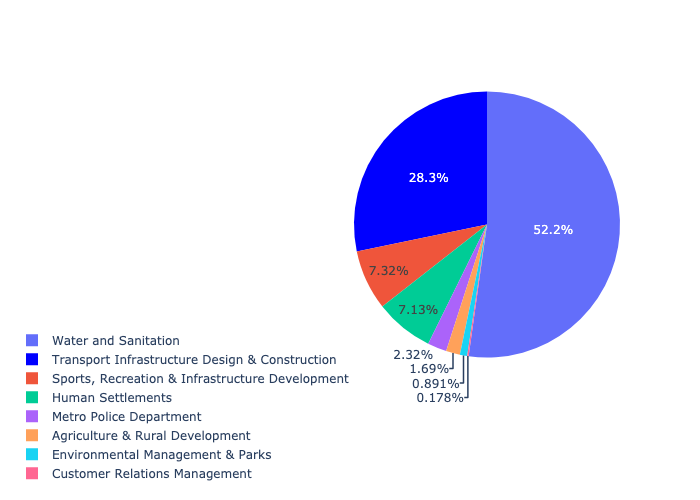 28.3%
52.2%
7.32%
7.13%
2.32%
1.69%
0.891%
0.178%
Water and Sanitation
Transport Infrastructure Design & Construction
Sports, Recreation & Infrastructure Development
Human Settlements
Metro Police Department
Agriculture & Rural Development
Environmental Management & Parks
Customer Relations Management